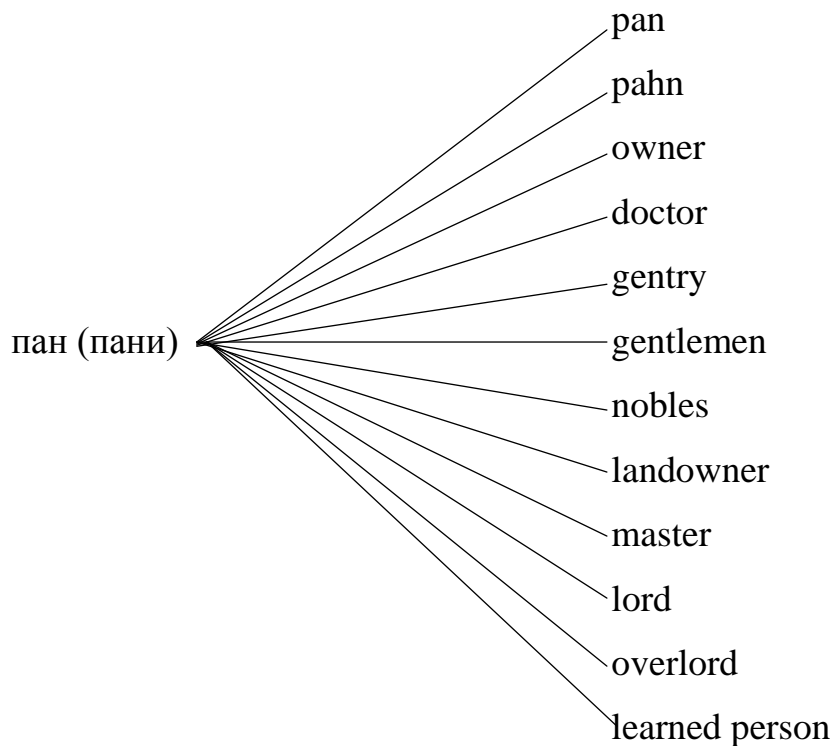 pan
pahn
owner
doctor
gentry
пан (пани)
gentlemen
nobles
landowner
master
lord
overlord
learned person